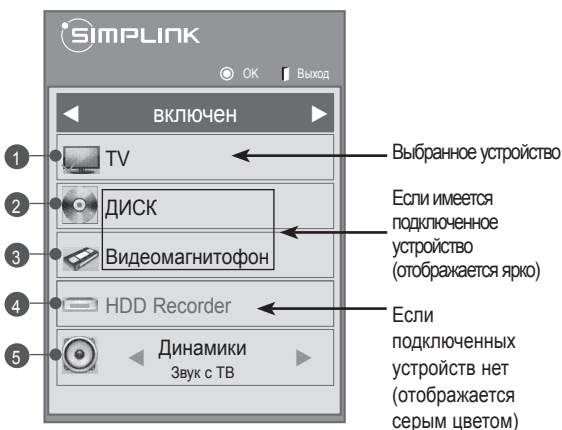 SIMPLINK
OK Выход
включен
1 TV
2 ДИСК
3 Видеомагнитофон
4 HDD Recorder
5 Динамики
Звук с ТВ
Выбранное устройство
Если имеется
подключенное
устройство
(отображается ярко)
Если
подключенных
устройств нет
(отображается
серым цветом)